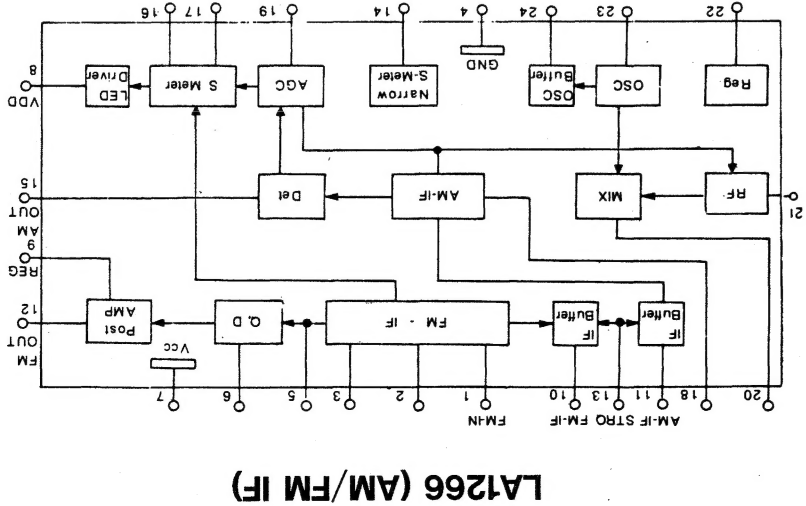 LA1266 (AM/FM IF)
AM-IF STRQ FM-IF FM-IN
20 18 11 13 10 1 2 3 5 6 7
Vcc
FM
OUT
12
IF
Buffer
IF
Buffer
FM - IF
Q.D
Post
AMP
REG
9
AM
OUT
15
21
RF
MIX
AM-IF
Det
VDD
8
Reg
OSC
OSC
Buffer
Narrow
S-Meter
AGC
S Meter
LED
Driver
GND
22 23 24 4 14 19 17 16